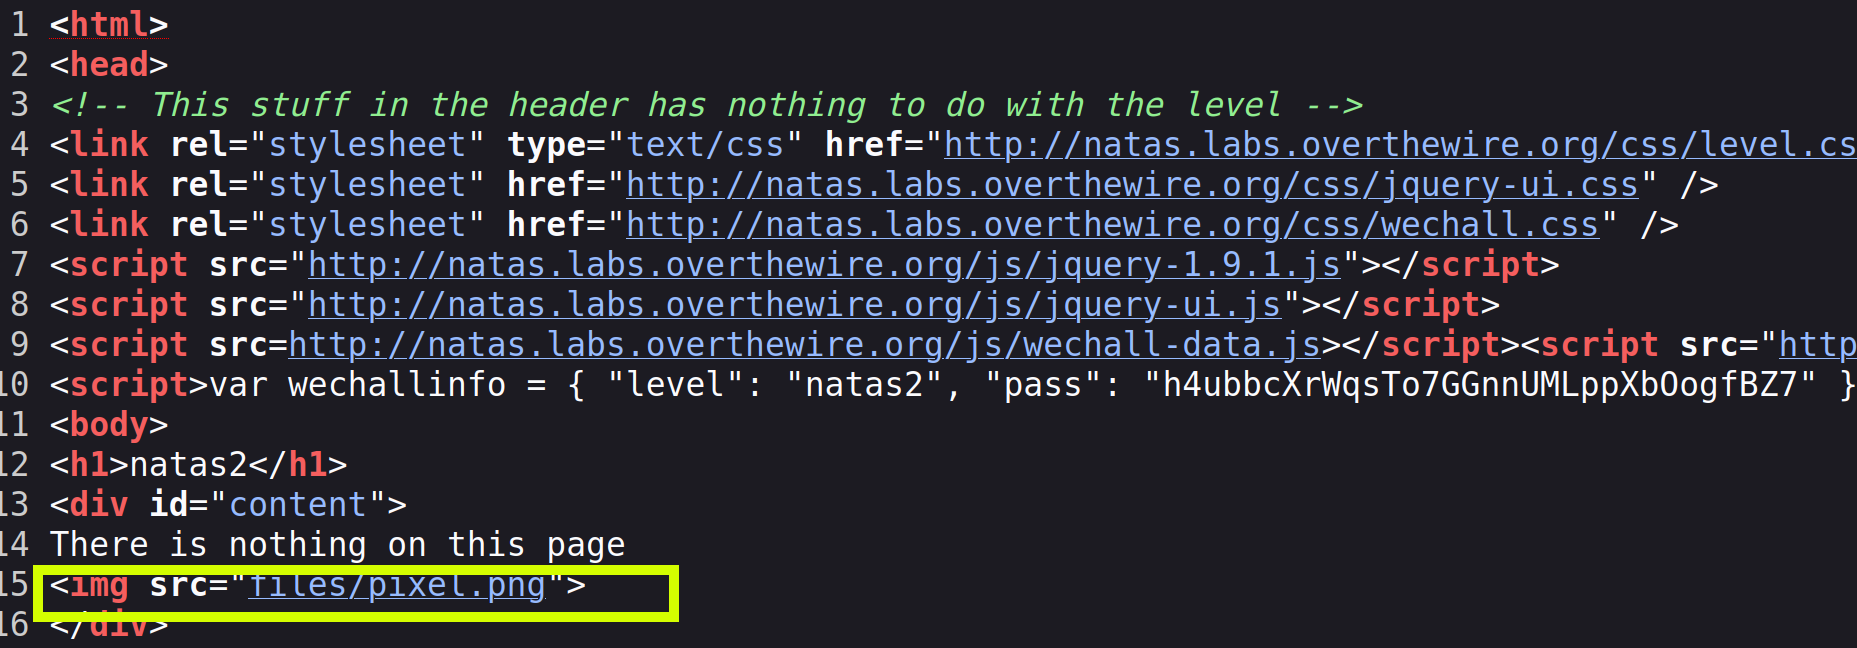 1 <html>
2 <head>
3 <!-- This stuff in the header has nothing to do with the level -->
4 <link rel="stylesheet" type="text/css" href="http://natas.labs.overthewire.org/css/level.cs
5 <link rel="stylesheet" href="http://natas.labs.overthewire.org/css/jquery-ui.css" />
6 <link rel="stylesheet" href="http://natas.labs.overthewire.org/css/wechall.css" />
7 <script src="http://natas.labs.overthewire.org/js/jquery-1.9.1.js"></script>
8 <script src="http://natas.labs.overthewire.org/js/jquery-ui.js"></script>
9 <script src=http://natas.labs.overthewire.org/js/wechall-data.js></script><script src="http
10 <script>var wechallinfo = { "level": "natas2", "pass": "h4ubbcXrWqsTo7GGnnUMLppXbOogfBZ7" }
11 <body>
12 <h1>natas2</h1>
13 <div id="content">
14 There is nothing on this page
15 <img src="files/pixel.png">
16 </div>